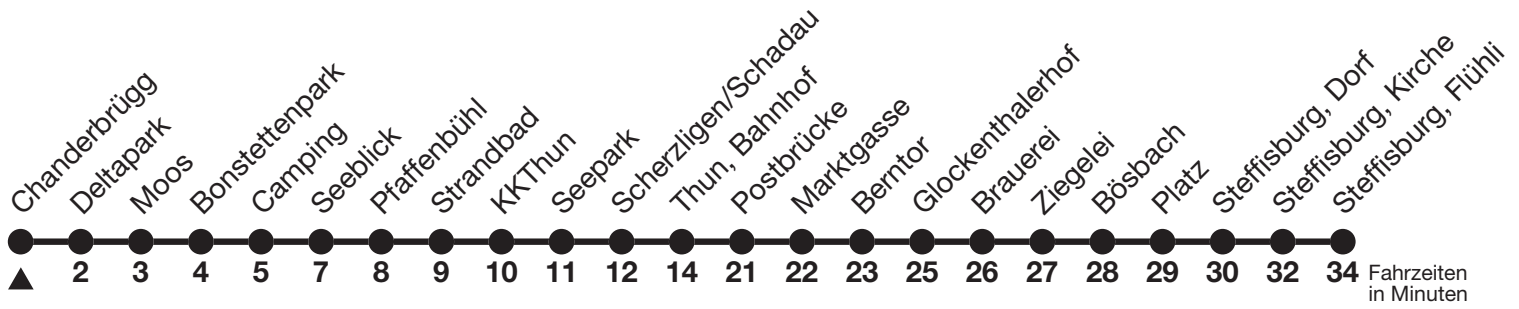 Chanderbrügg
Deltapark
Moos
Bonstettenpark
Camping
Seeblick
Pfaffenbühl
Strandbad
KKThun
Seepark
Scherzligen/Schadau
Thun, Bahnhof
Postbrücke
Marktgasse
Berntor
Glockenthalerhof
Brauerei
Ziegelei
Bösbach
Platz
Steffisburg, Dorf
Steffisburg, Kirche
Steffisburg, Flühli
2 3 4 5 7 8 9 10 11 12 14 21 22 23 25 26 27 28 29 30 32 34 Fahrzeiten
in Minuten